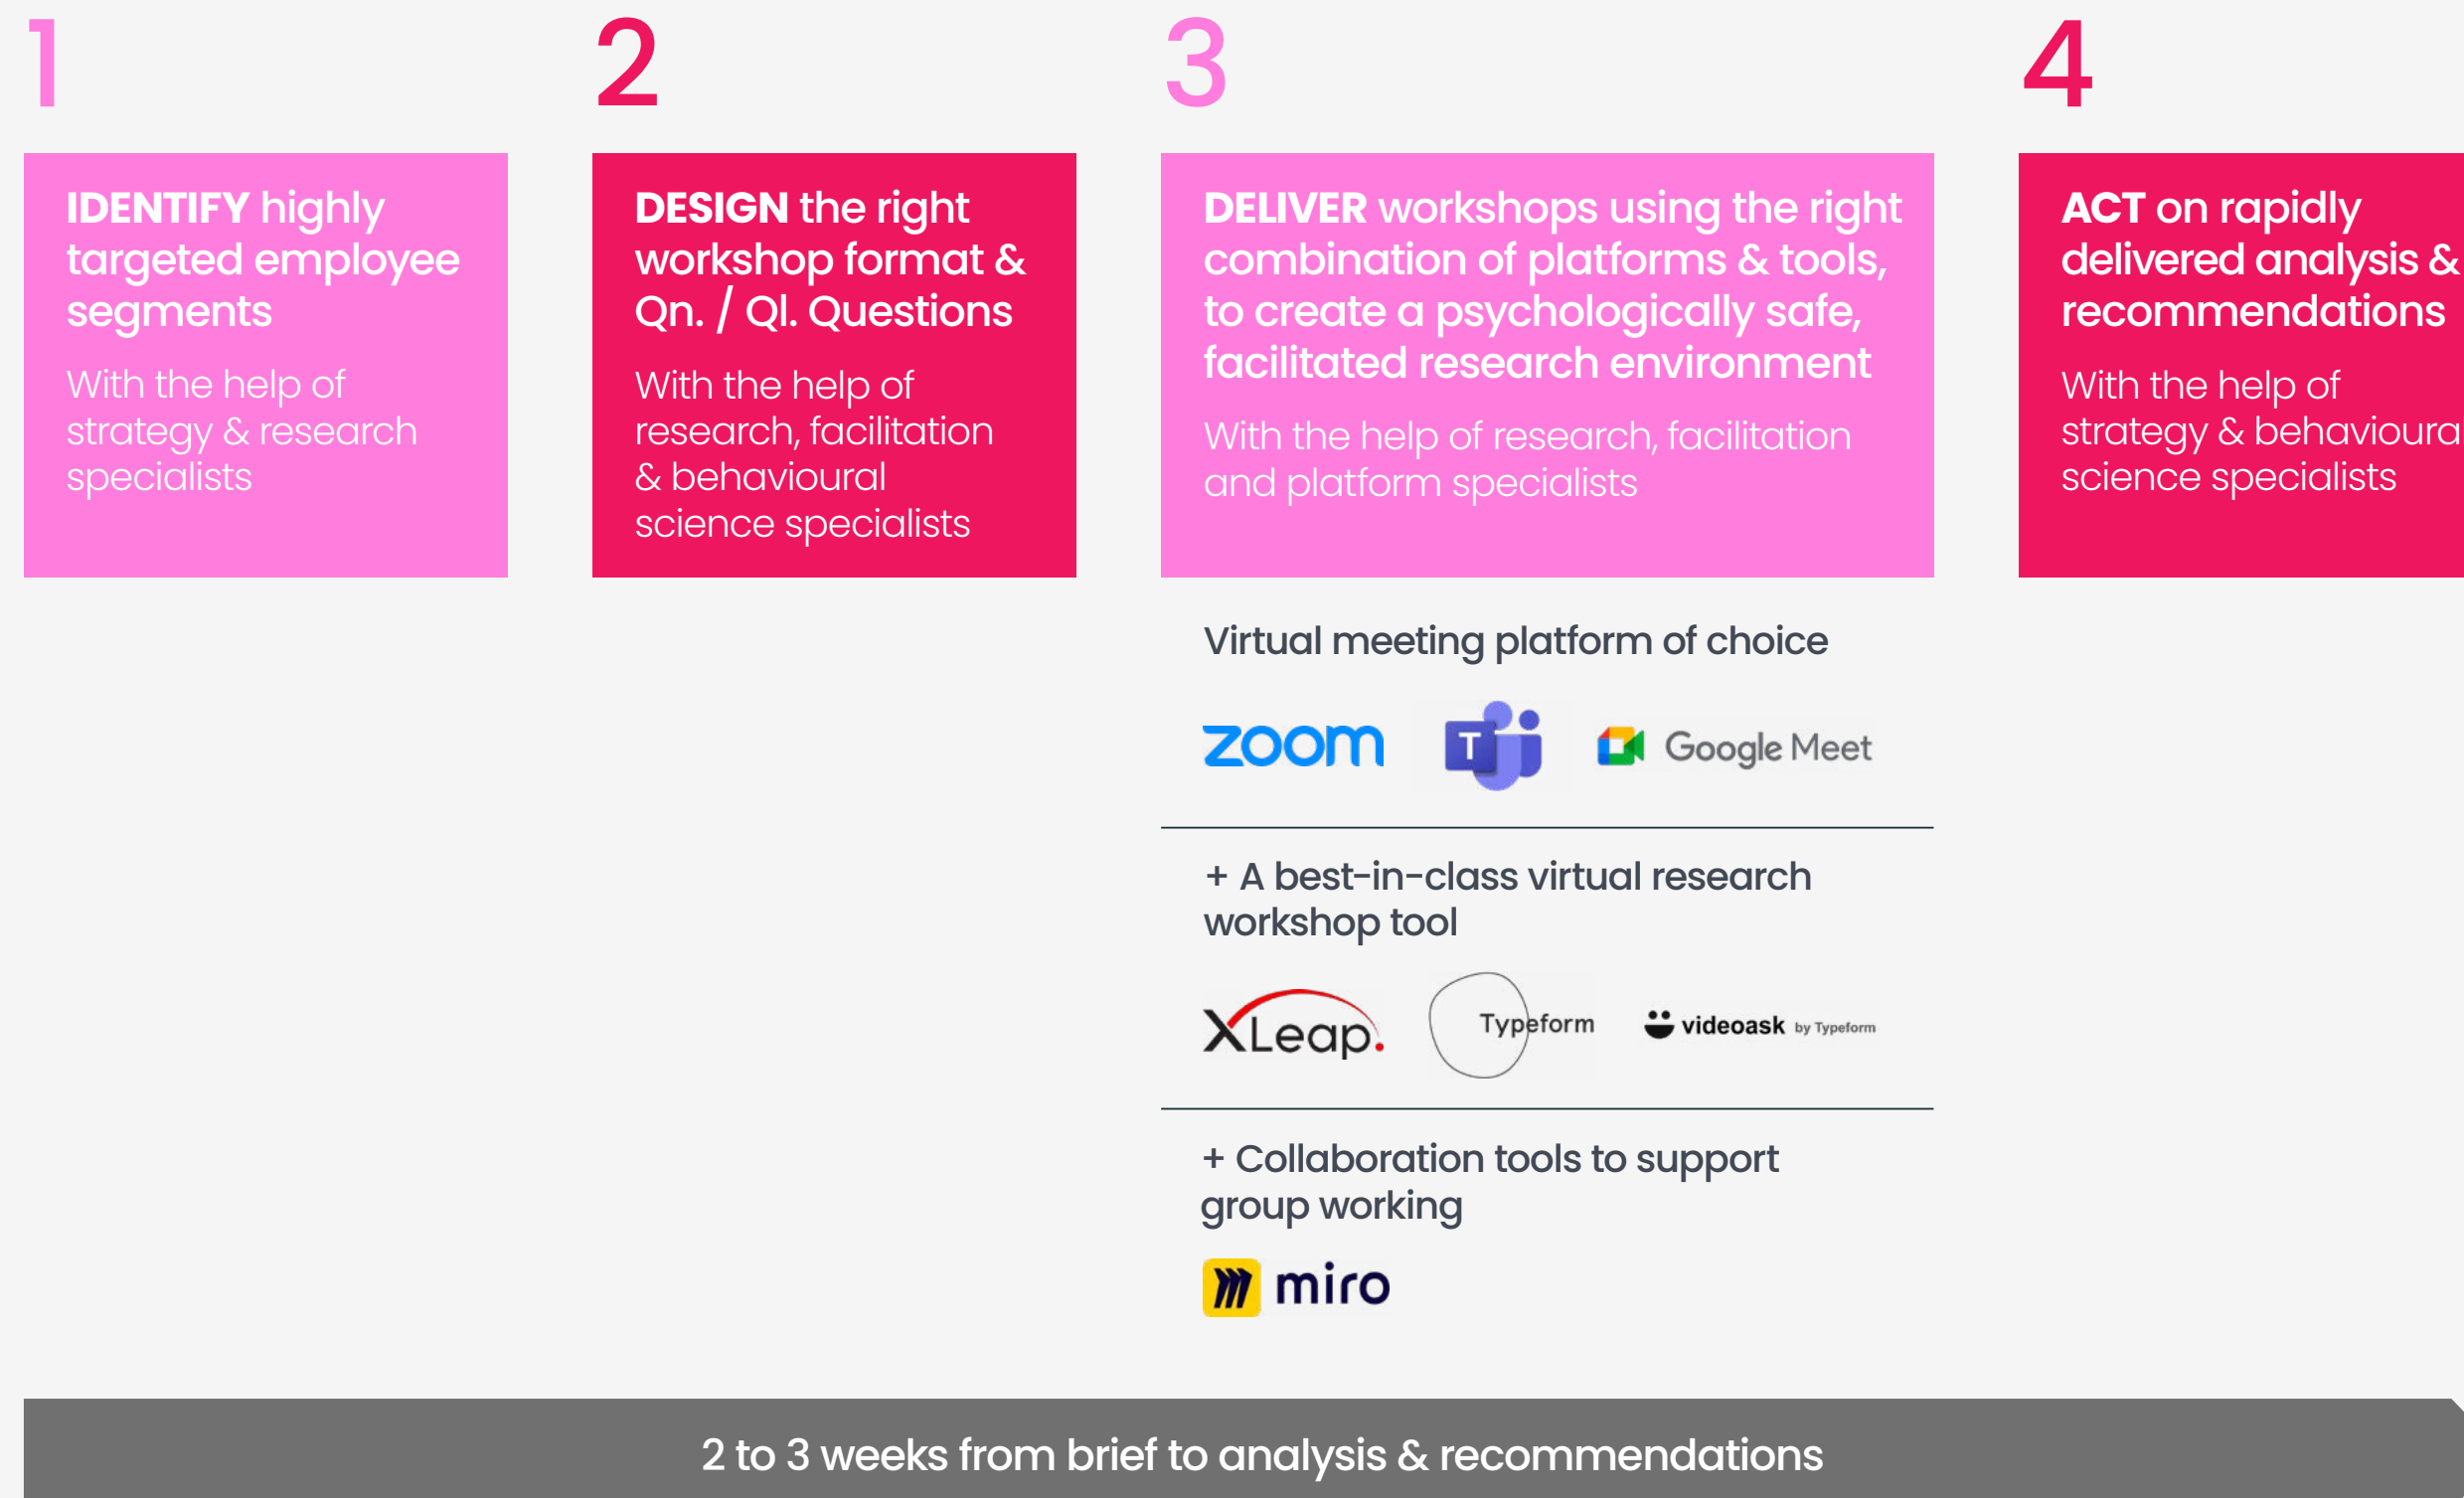 1
IDENTIFY highly
targeted employee
segments
With the help of
strategy & research
specialists
2
DESIGN the right
workshop format &
Qn. / Ql. Questions
With the help of
research, facilitation
& behavioural
science specialists
3
DELIVER workshops using the right
combination of platforms & tools,
to create a psychologically safe,
facilitated research environment
With the help of research, facilitation
and platform specialists
Virtual meeting platform of choice
zoom
T
Google Meet
+ A best-in-class virtual research
workshop tool
XLeap.
Typeform
videoask by Typeform
+ Collaboration tools to support
group working
miro
4
ACT on rapidly
delivered analysis &
recommendations
With the help of
strategy & behavioura
science specialists
2 to 3 weeks from brief to analysis & recommendations